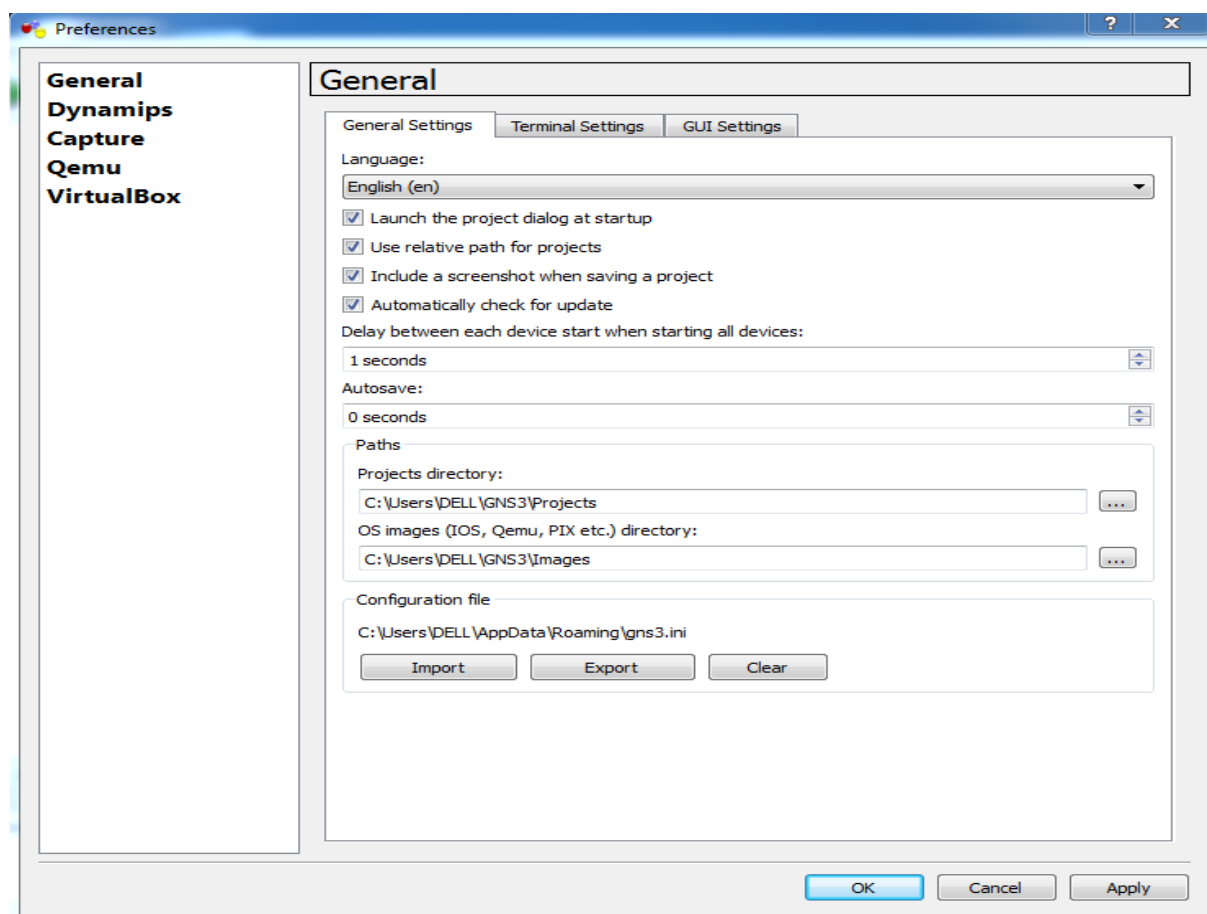 Preferences
?
X
General
Dynamips
Capture
Qemu
VirtualBox
General
General Settings
Terminal Settings
GUI Settings
Language:
English (en)
Launch the project dialog at startup
Use relative path for projects
Include a screenshot when saving a project
Automatically check for update
Delay between each device start when starting all devices:
1 seconds
Autosave:
0 seconds
Paths
Projects directory:
C:\Users\DELL\GNS3\Projects
...
OS images (IOS, Qemu, PIX etc.) directory:
C:\Users\DELL\GNS3\Images
...
Configuration file
C:\Users\DELL\AppData\Roaming\gns3.ini
Import
Export
Clear
OK
Cancel
Apply